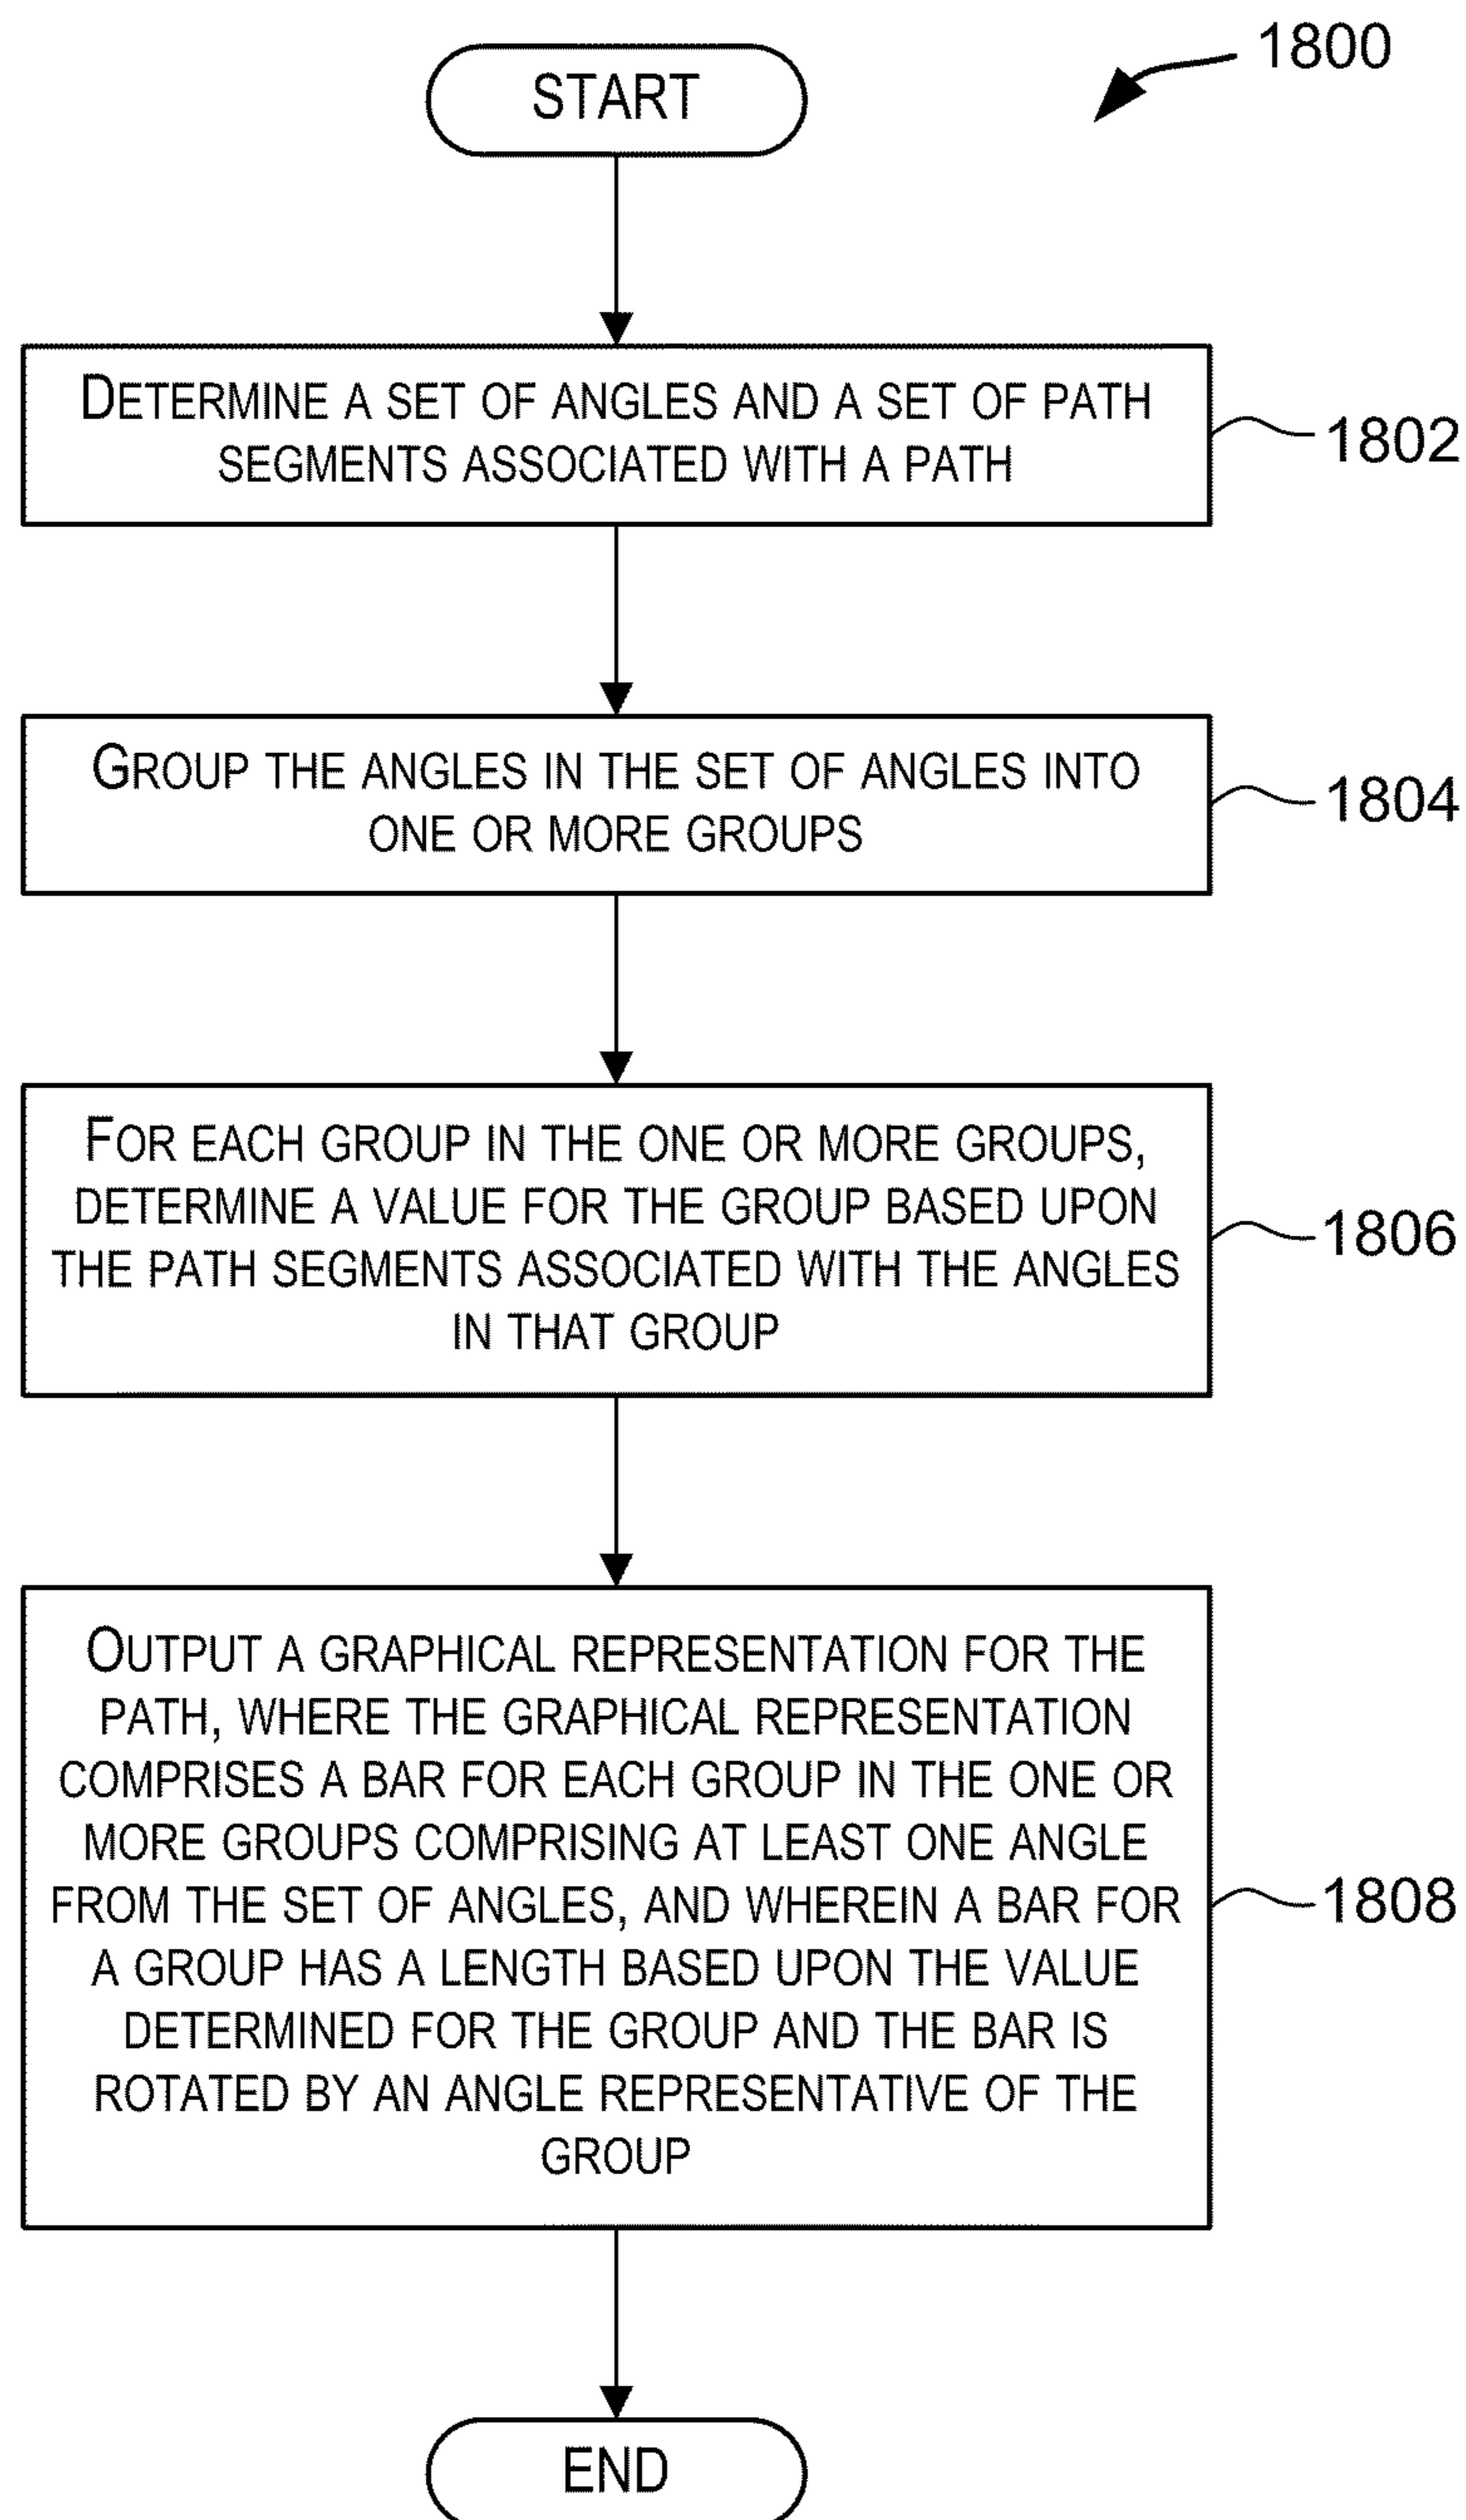 1800
START
DETERMINE A SET OF ANGLES AND A SET OF PATH
SEGMENTS ASSOCIATED WITH A PATH
1802
GROUP THE ANGLES IN THE SET OF ANGLES INTO
ONE OR MORE GROUPS
1804
FOR EACH GROUP IN THE ONE OR MORE GROUPS,
DETERMINE A VALUE FOR THE GROUP BASED UPON
THE PATH SEGMENTS ASSOCIATED WITH THE ANGLES
IN THAT GROUP
1806
OUTPUT A GRAPHICAL REPRESENTATION FOR THE
PATH, WHERE THE GRAPHICAL REPRESENTATION
COMPRISES A BAR FOR EACH GROUP IN THE ONE OR
MORE GROUPS COMPRISING AT LEAST ONE ANGLE
FROM THE SET OF ANGLES, AND WHEREIN A BAR FOR
A GROUP HAS A LENGTH BASED UPON THE VALUE
DETERMINED FOR THE GROUP AND THE BAR IS
ROTATED BY AN ANGLE REPRESENTATIVE OF THE
GROUP
1808
END